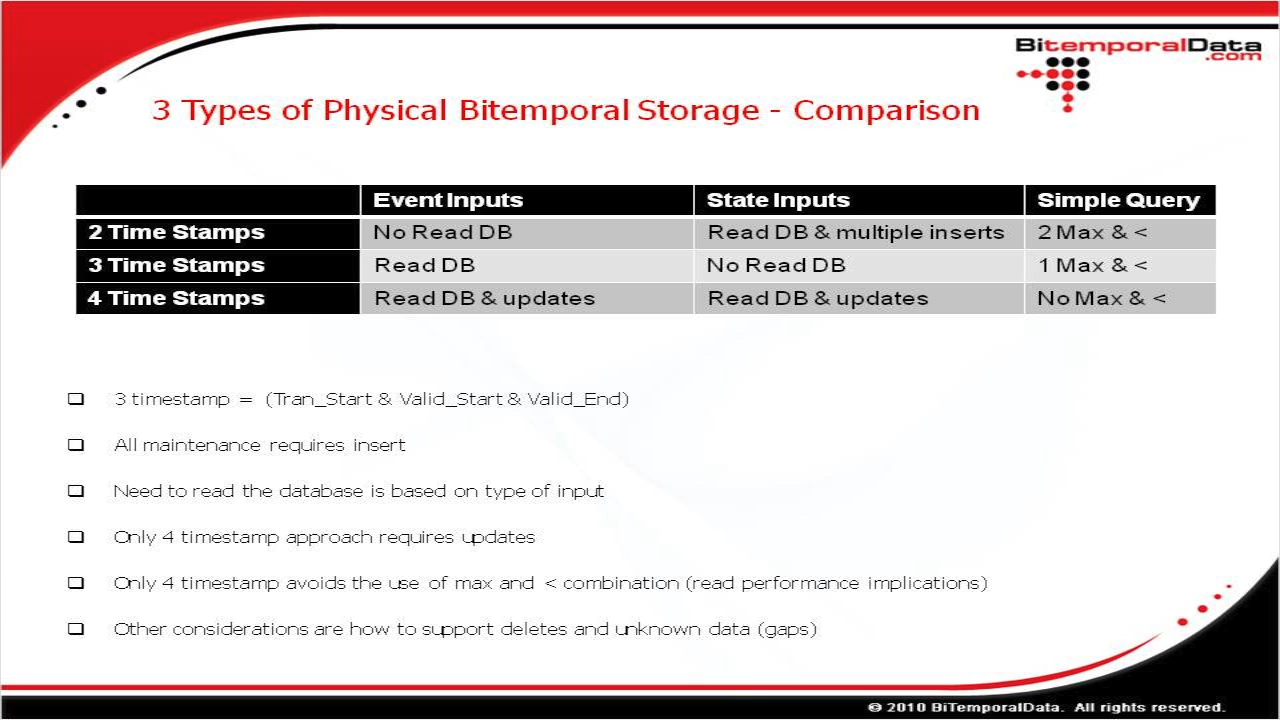 BitemporalData
.com
3 Types of Physical Bitemporal Storage - Comparison
Event Inputs State Inputs Simple Query
2 Time Stamps No Read DB Read DB & multiple inserts 2 Max & <
3 Time Stamps Read DB No Read DB 1 Max & <
4 Time Stamps Read DB & updates Read DB & updates No Max & <
3 timestamp = (Tran_Start & Valid_Start & Valid_End)
All maintenance requires insert
Need to read the database is based on type of input
Only 4 timestamp approach requires updates
Only 4 timestamp avoids the use of max and < combination (read performance implications)
Other considerations are how to support deletes and unknown data (gaps)
© 2010 BiTemporalData. All rights reserved.